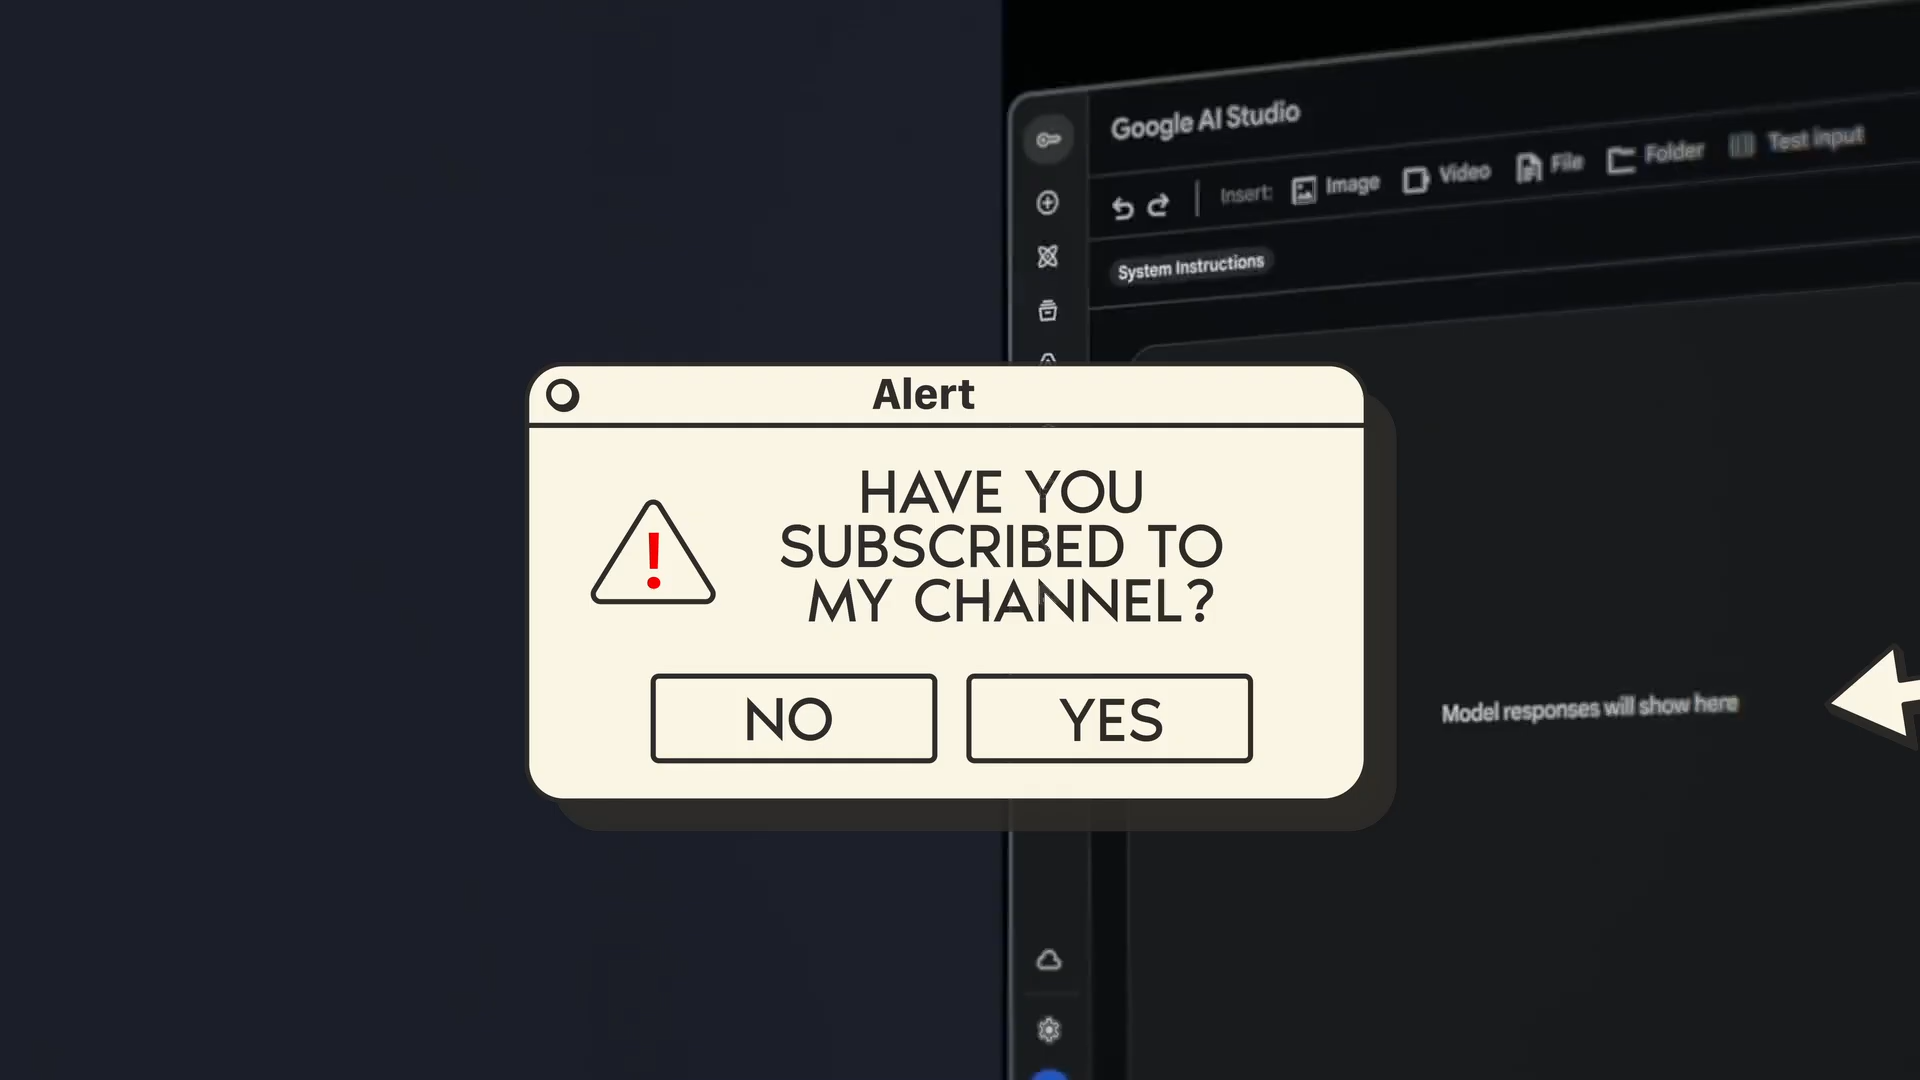 Google AI Studio
Insert: Image Video File Folder Test input
System Instructions
Alert
!
HAVE YOU
SUBSCRIBED TO
MY CHANNEL?
NO YES
Model responses will show here